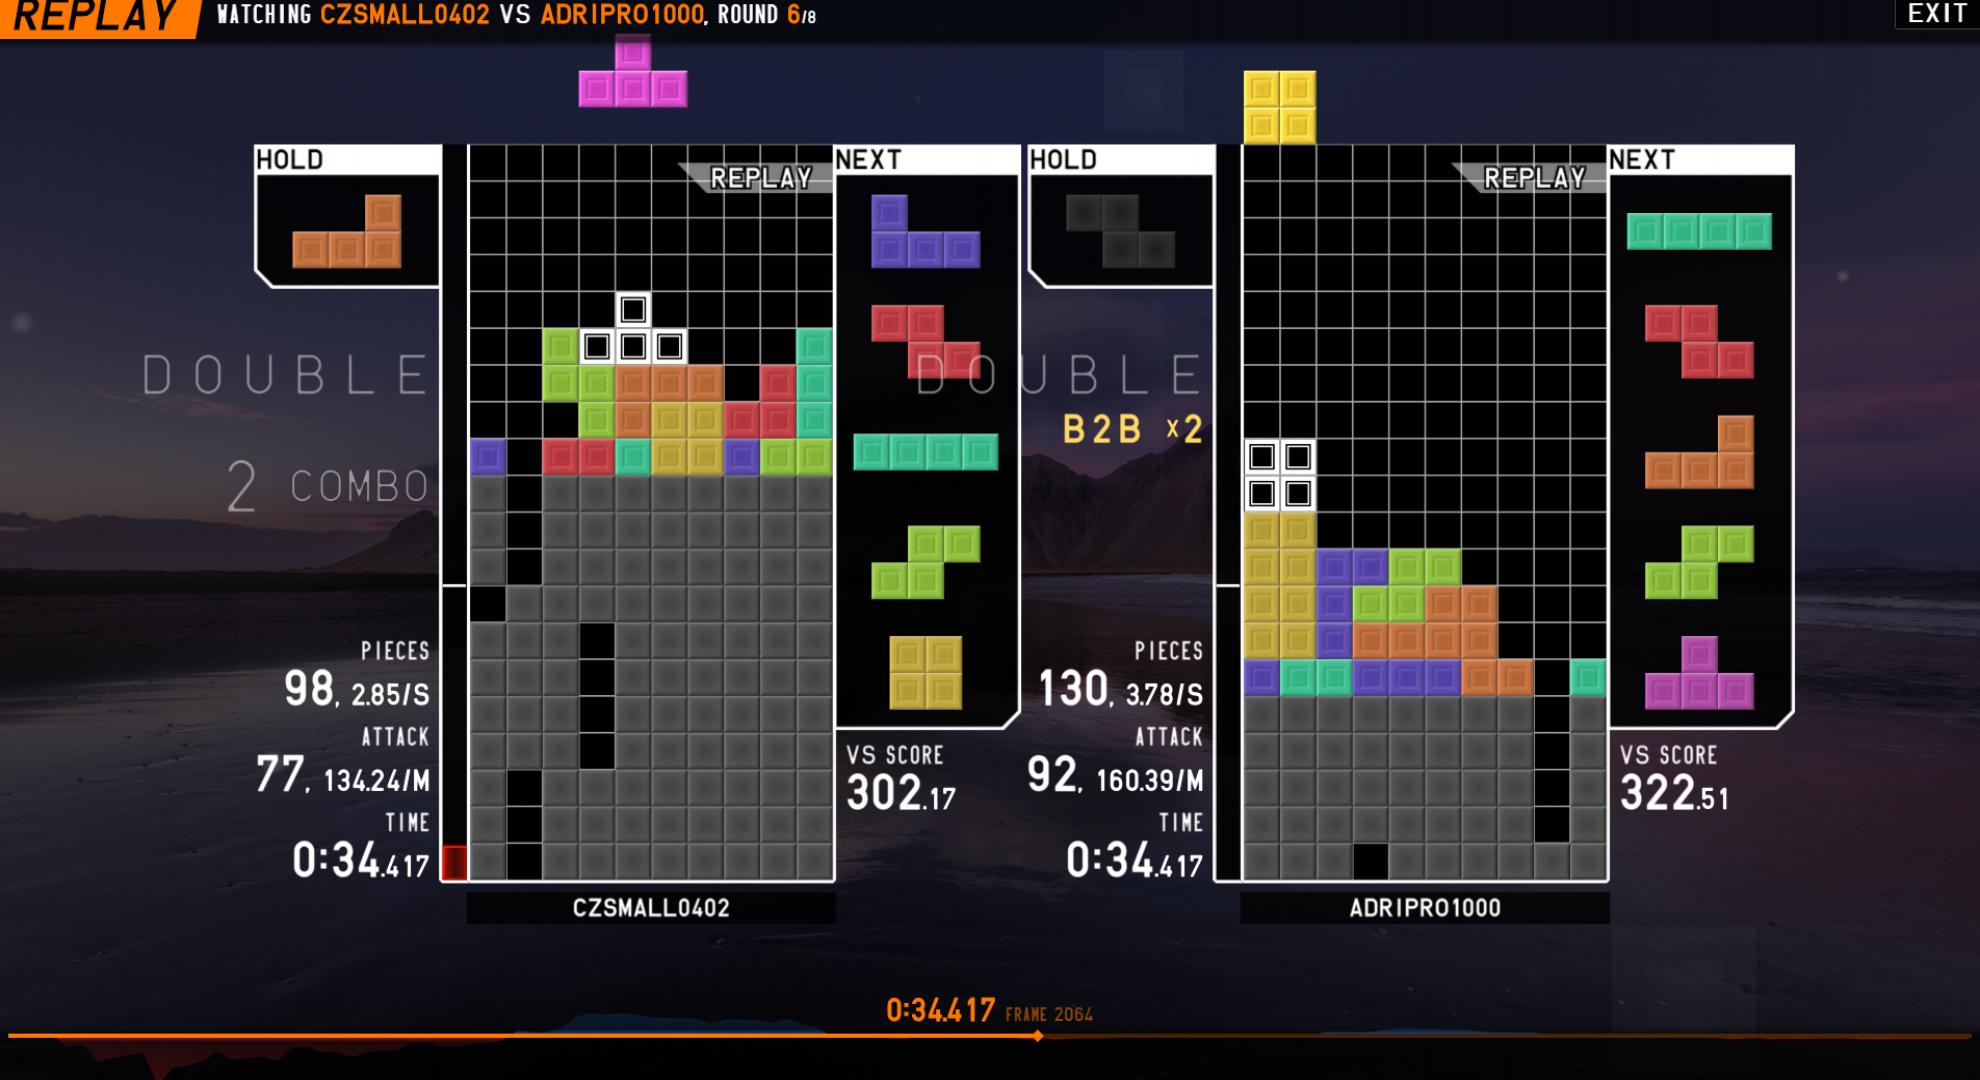 REPLAY WATCHING CZSMALL0402 VS ADRIPRO1000, ROUND 6/8 EXIT
HOLD
REPLAY
NEXT
DOUBLE
2 COMBO
PIECES
98, 2.85/S
ATTACK
77, 134.24/M
TIME
0:34.417
VS SCORE
302.17
CZSMALL0402
HOLD
REPLAY
NEXT
DOUBLE
B2B x2
PIECES
130, 3.78/S
ATTACK
92, 160.39/M
TIME
0:34.417
VS SCORE
322.51
ADRIPRO1000
0:34.417 FRAME 2064